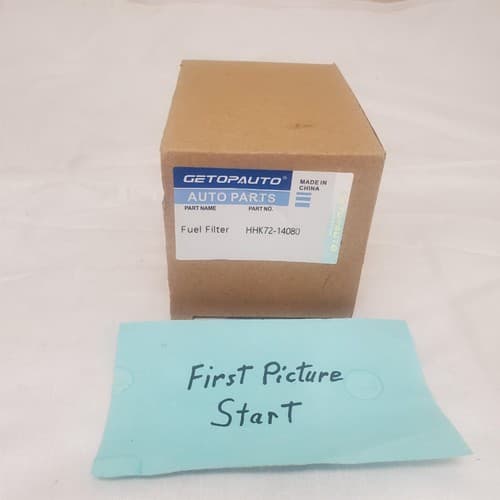 GETOPAUTO®
MADE IN
CHINA
AUTO PARTS
PART NAME PART NO.
Fuel Filter HHK72-14080
First Picture
Start